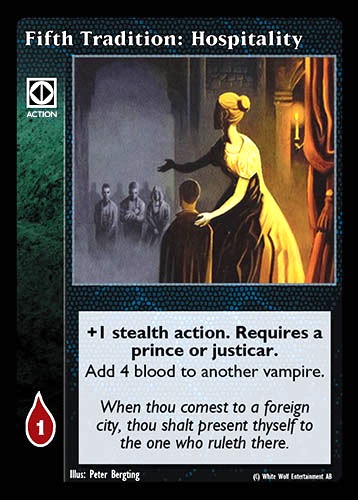 Fifth Tradition: Hospitality
ACTION
+1 stealth action. Requires a
prince or justicar.
Add 4 blood to another vampire.
When thou comest to a foreign
city, thou shalt present thyself to
the one who ruleth there.
1
Illus: Peter Bergting
(C) White Wolf Entertainment AB